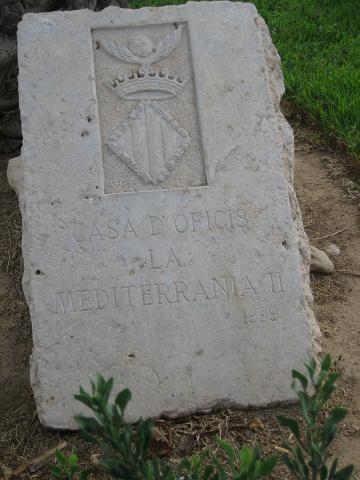 CASA D' OFICIS
LA
MEDITERRANIA II
1999